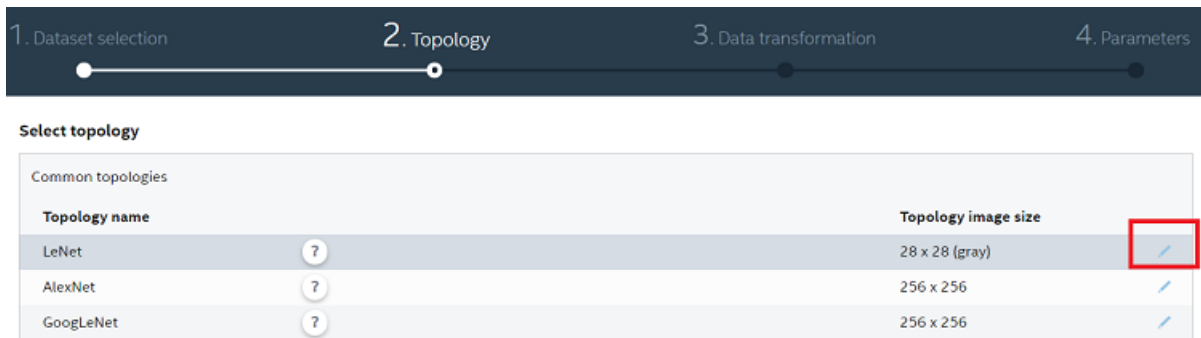 1. Dataset selection 2. Topology 3. Data transformation 4. Parameters
Select topology
Common topologies
Topology name Topology image size
LeNet ? 28 x 28 (gray)
AlexNet ? 256 x 256
GoogLeNet ? 256 x 256